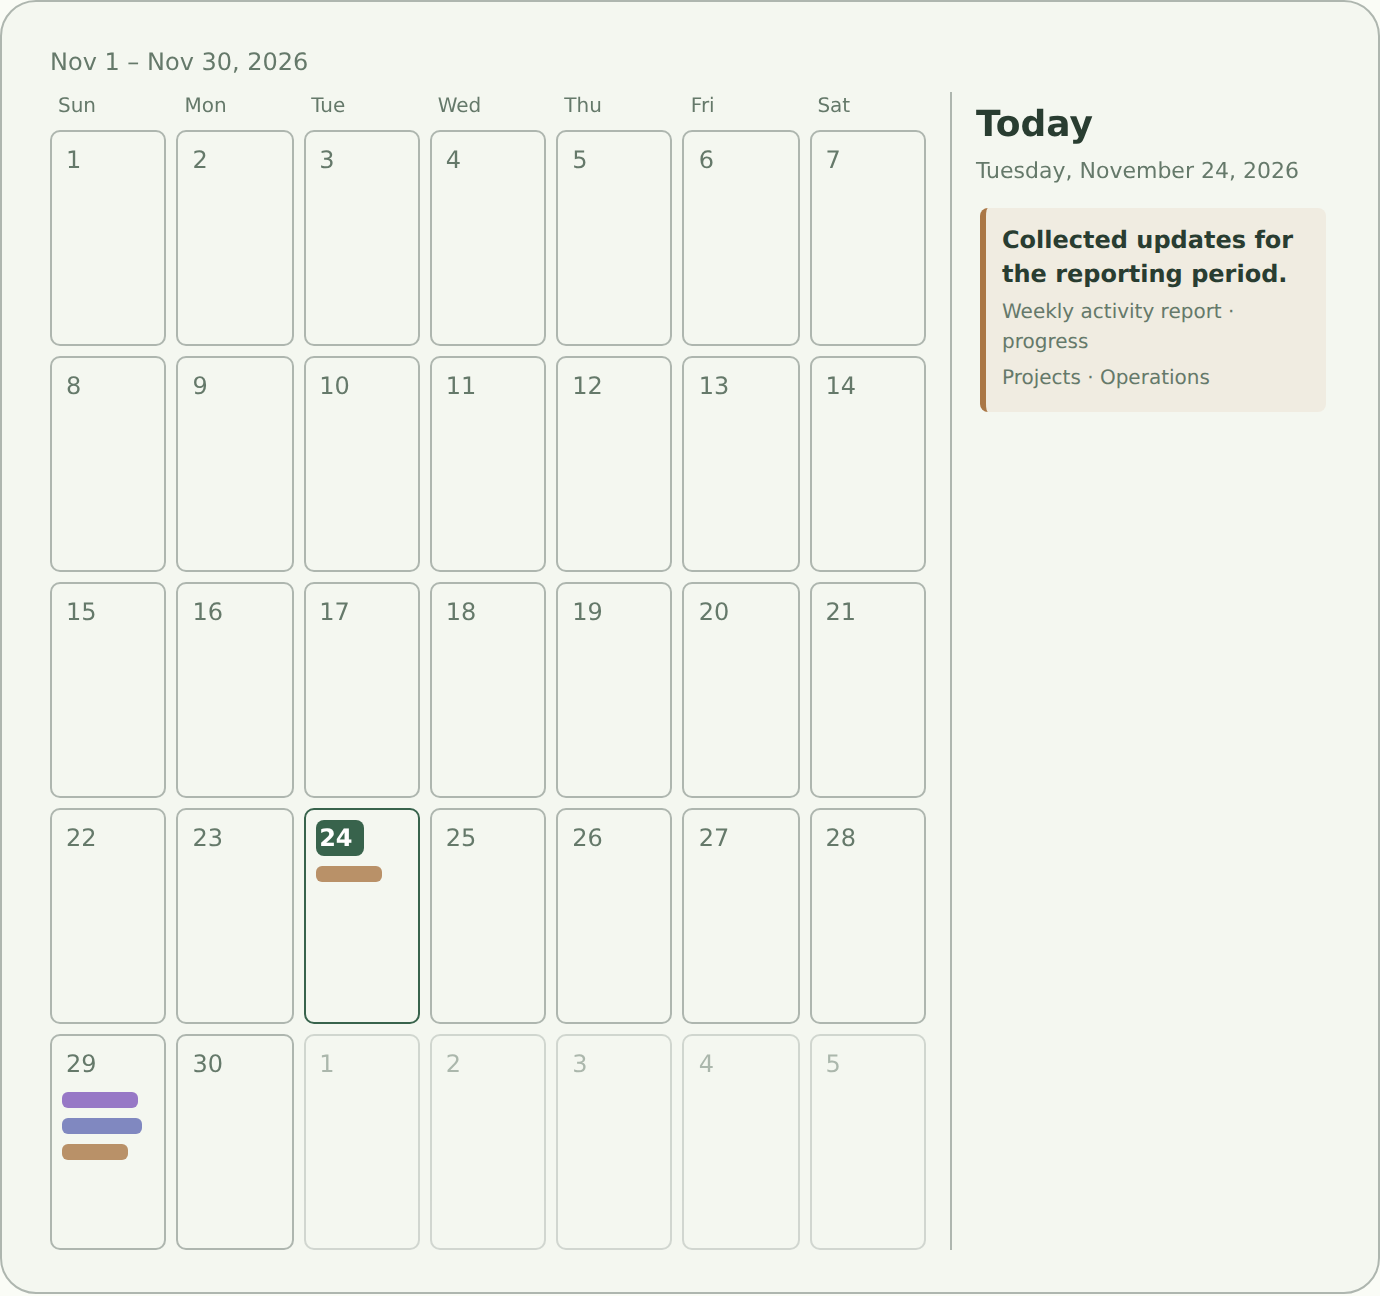 Nov 1 – Nov 30, 2026
Sun Mon Tue Wed Thu Fri Sat
1 2 3 4 5 6 7
8 9 10 11 12 13 14
15 16 17 18 19 20 21
22 23 24 25 26 27 28
29 30 1 2 3 4 5
Today
Tuesday, November 24, 2026
Collected updates for
the reporting period.
Weekly activity report ·
progress
Projects · Operations